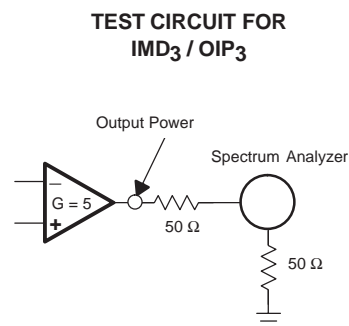 TEST CIRCUIT FOR
IMD3 / OIP3
Output Power
Spectrum Analyzer
–
G = 5
+
50 Ω
50 Ω